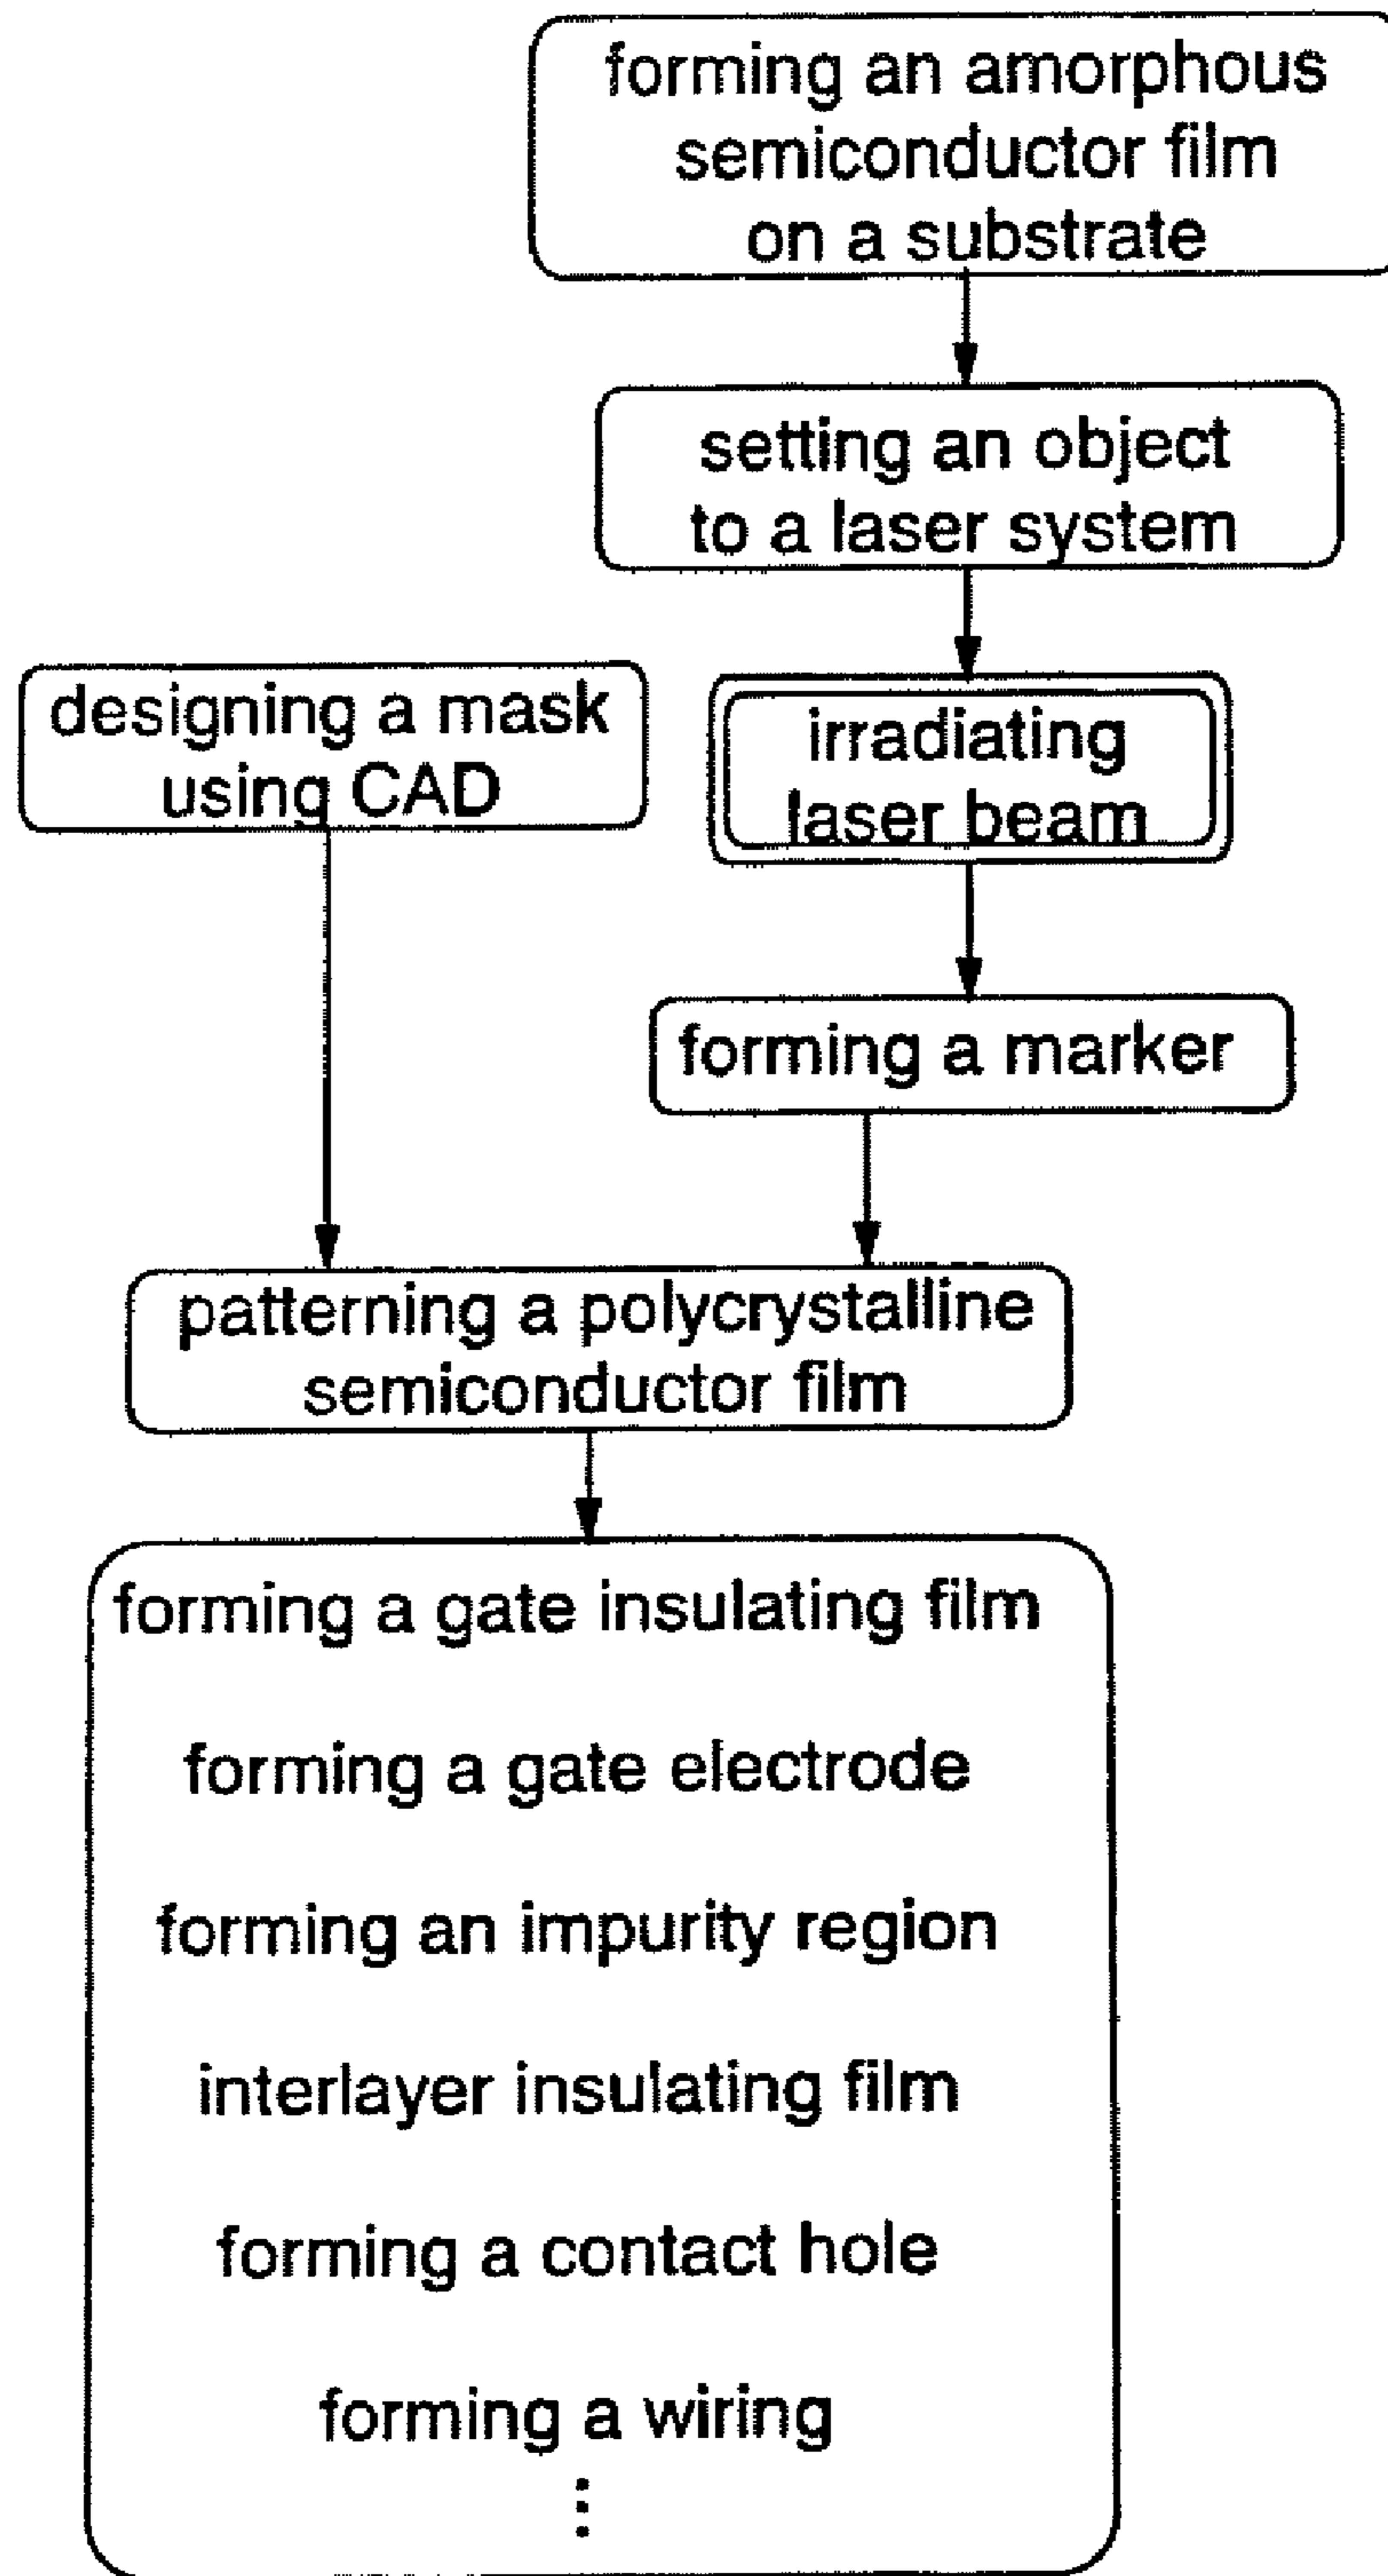 forming an amorphous
semiconductor film
on a substrate
setting an object
to a laser system
designing a mask
using CAD
irradiating
laser beam
forming a marker
patterning a polycrystalline
semiconductor film
forming a gate insulating film
forming a gate electrode
forming an impurity region
interlayer insulating film
forming a contact hole
forming a wiring
⋮